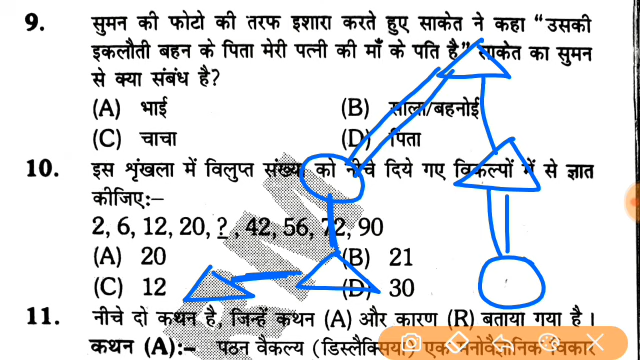 9. सुमन की फोटो की तरफ इशारा करते हुए साकेत ने कहा “उसकी
इकलौती बहन के पिता मेरी पत्नी की माँ के पति है” साकेत का सुमन
से क्या संबंध है?
(A) भाई (B) साला/बहनोई
(C) चाचा (D) पिता
10. इस श्रृंखला में विलुप्त संख्या को नीचे दिये गए विकल्पों में से ज्ञात
कीजिए:–
2, 6, 12, 20, ?, 42, 56, 72, 90
(A) 20 (B) 21
(C) 12 (D) 30
11. नीचे दो कथन है, जिन्हें कथन (A) और कारण (R) बताया गया है।
कथन (A):– पठन वैकल्य (डिस्लेक्सिया) एक मनोवैज्ञानिक विकार